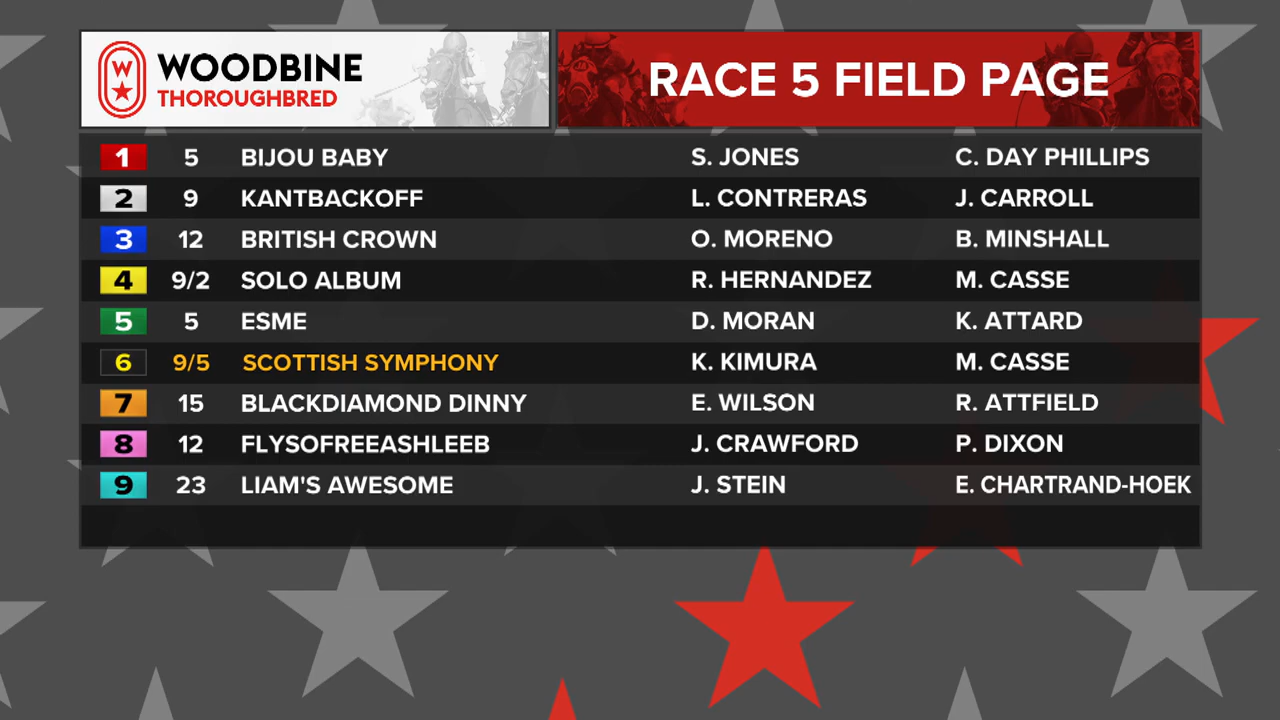 W
WOODBINE
THOROUGHBRED
RACE 5 FIELD PAGE
1 5 BIJOU BABY S. JONES C. DAY PHILLIPS
2 9 KANTBACKOFF L. CONTRERAS J. CARROLL
3 12 BRITISH CROWN O. MORENO B. MINSHALL
4 9/2 SOLO ALBUM R. HERNANDEZ M. CASSE
5 5 ESME D. MORAN K. ATTARD
6 9/5 SCOTTISH SYMPHONY K. KIMURA M. CASSE
7 15 BLACKDIAMOND DINNY E. WILSON R. ATTFIELD
8 12 FLYSOFREEASHLEEB J. CRAWFORD P. DIXON
9 23 LIAM'S AWESOME J. STEIN E. CHARTRAND-HOEK